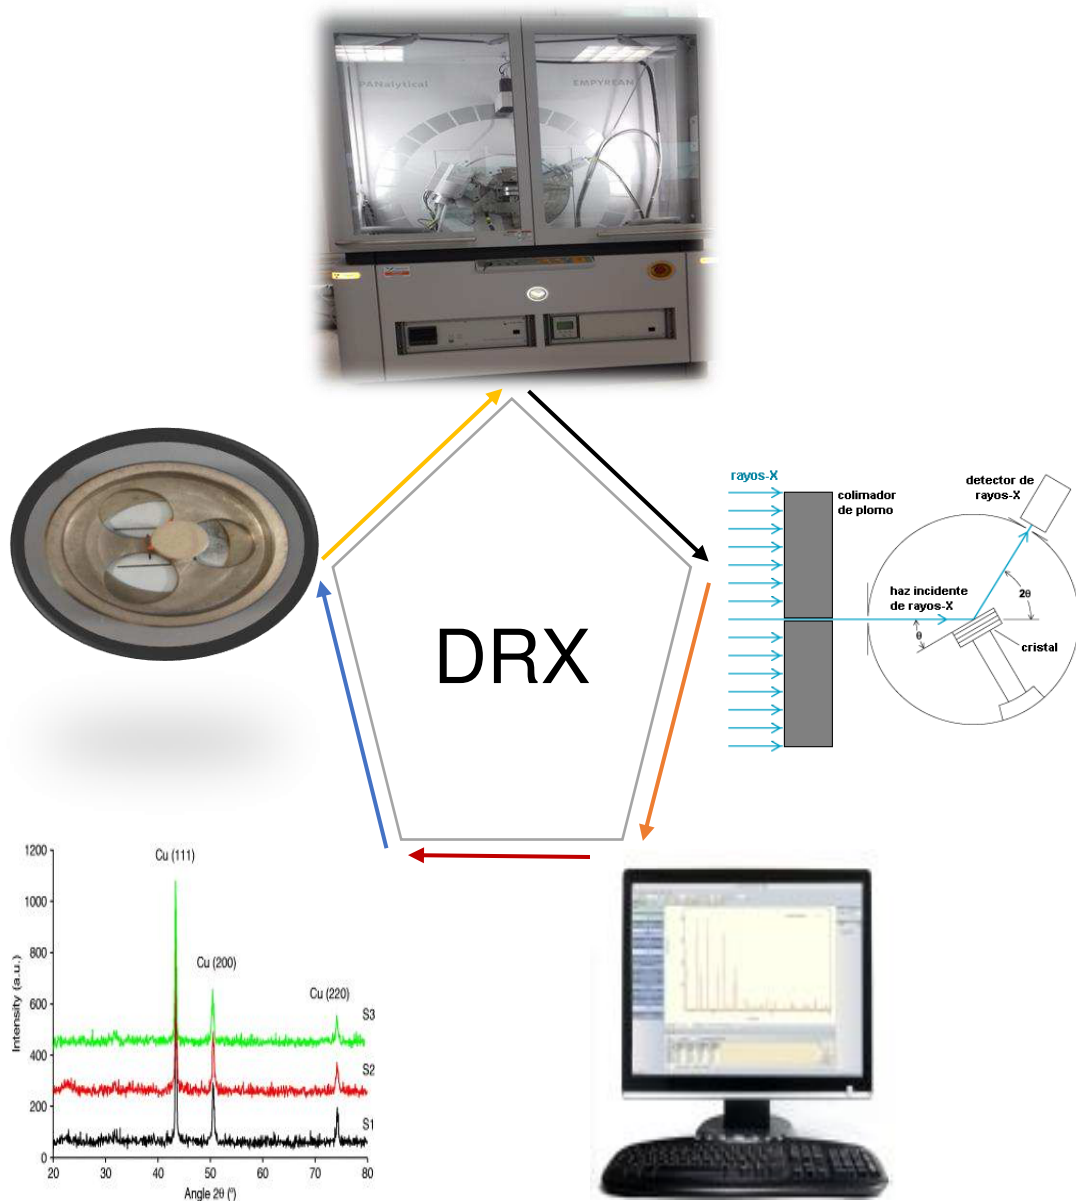 PANalytical
EMPYREAN
rayos-X
colimador
de plomo
detector de
rayos-X
haz incidente
de rayos-X
2θ
θ
cristal
DRX
1200
1000
800
600
400
200
0
Intensity (a.u.)
Cu (111)
Cu (200)
Cu (220)
S3
S2
S1
20 30 40 50 60 70 80
Angle 2θ (º)